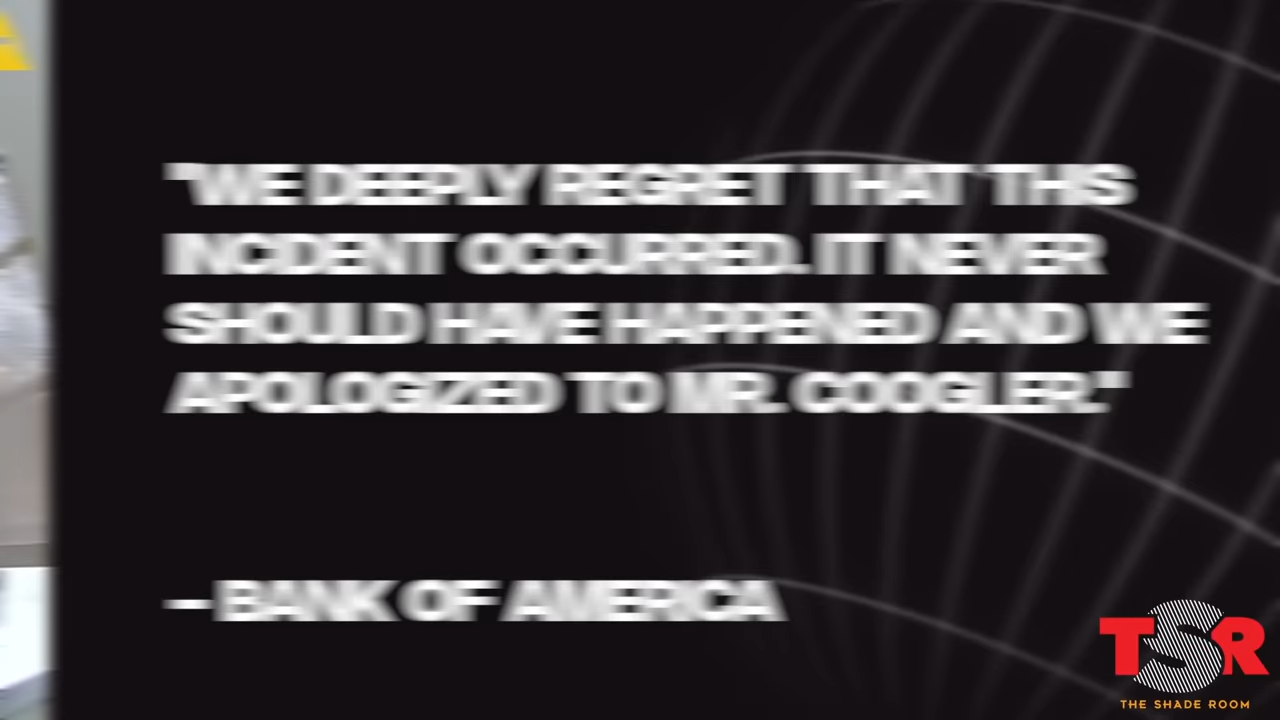 "WE DEEPLY REGRET THAT THIS
INCIDENT OCCURRED. IT NEVER
SHOULD HAVE HAPPENED AND WE
APOLOGIZED TO MR. COOGLER."
– BANK OF AMERICA
TSR
THE SHADE ROOM